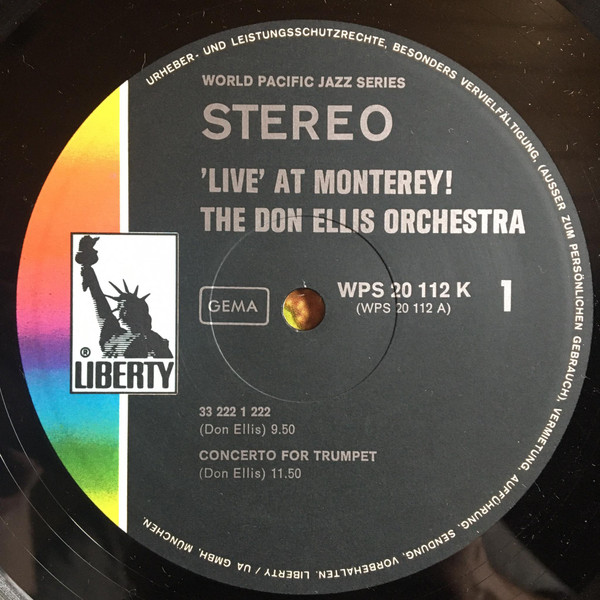 URHEBER- UND LEISTUNGSSCHUTZRECHTE, BESONDERS VERVIELFÄLTIGUNG, (AUSSER ZUM PERSÖNLICHEN GEBRAUCH), VERMIETUNG, AUFFÜHRUNG, SENDUNG, VORBEHALTEN. LIBERTY / UA GMBH, MÜNCHEN.
WORLD PACIFIC JAZZ SERIES
STEREO
'LIVE' AT MONTEREY!
THE DON ELLIS ORCHESTRA
WPS 20 112 K 1
GEMA (WPS 20 112 A)
® LIBERTY
33 222 1 222
(Don Ellis) 9.50
CONCERTO FOR TRUMPET
(Don Ellis) 11.50